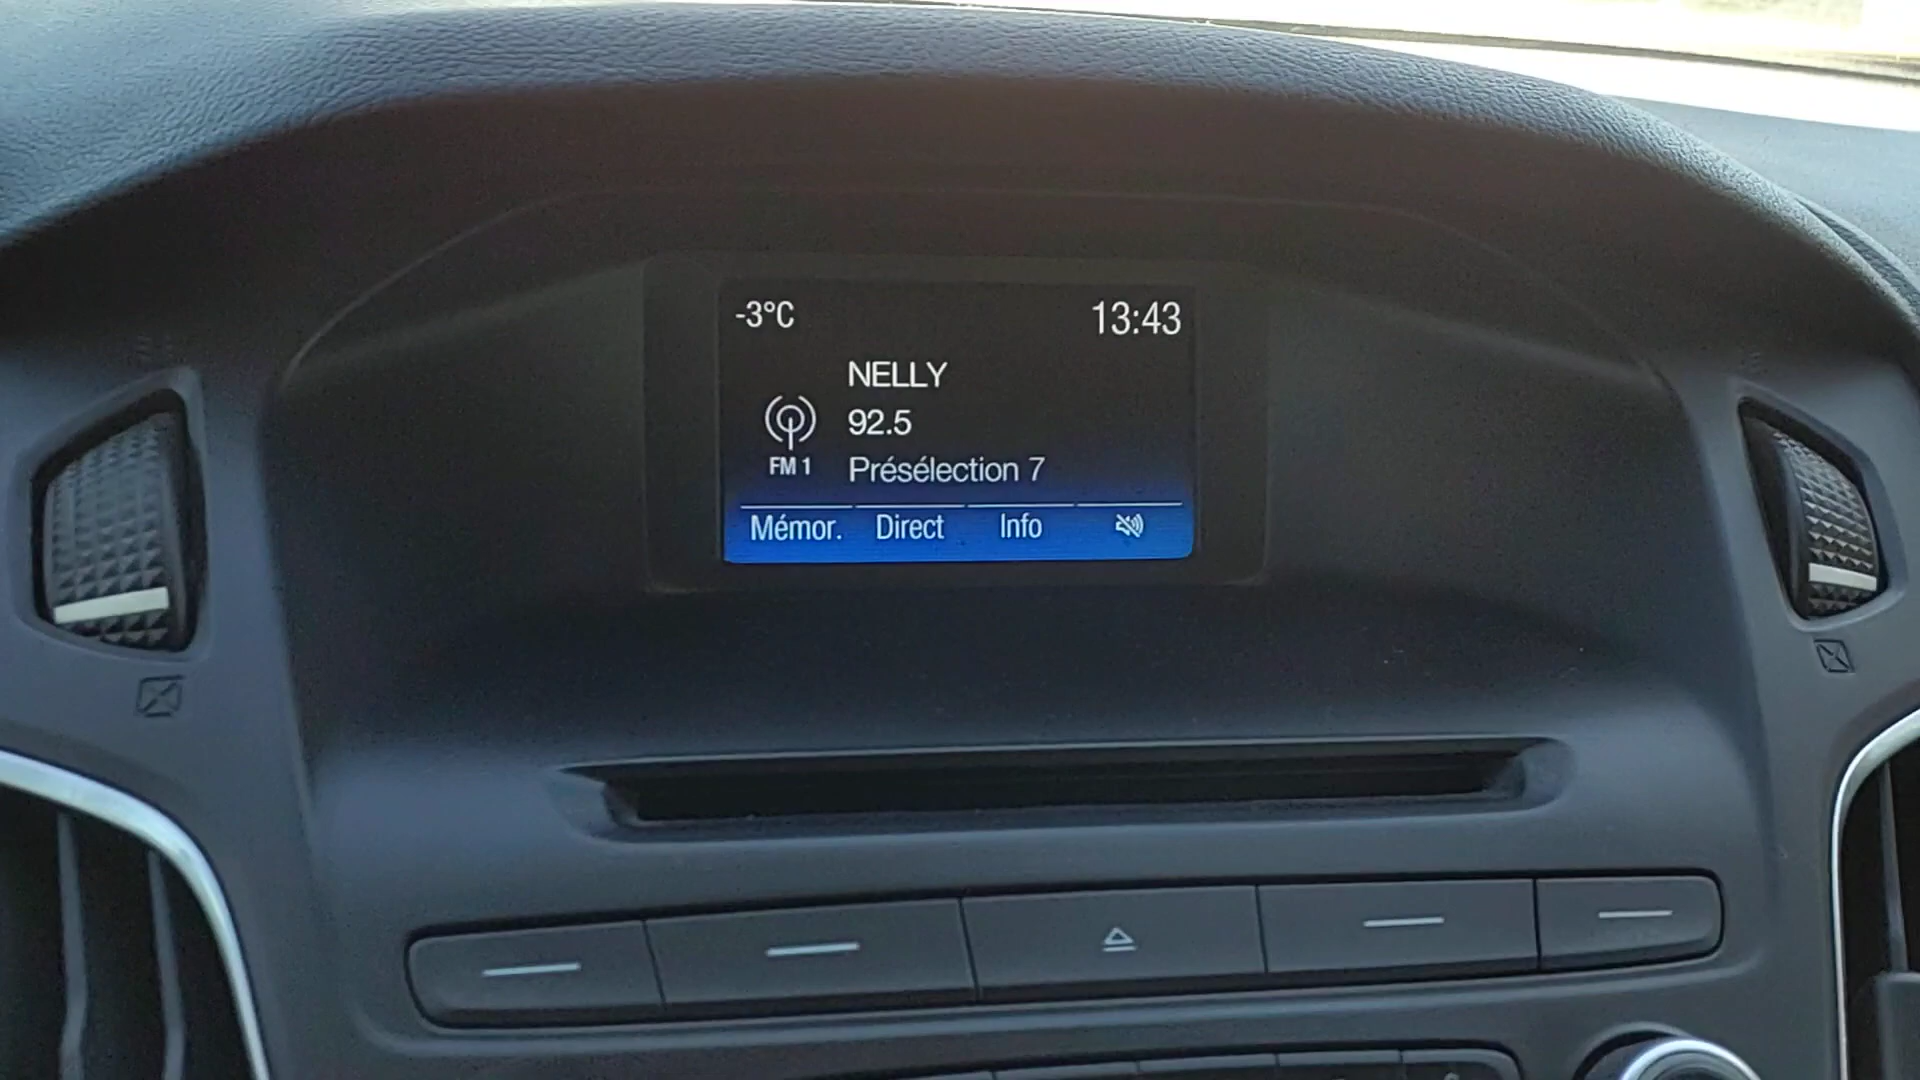 -3°C 13:43
NELLY
92.5
FM 1
Présélection 7
Mémor. Direct Info